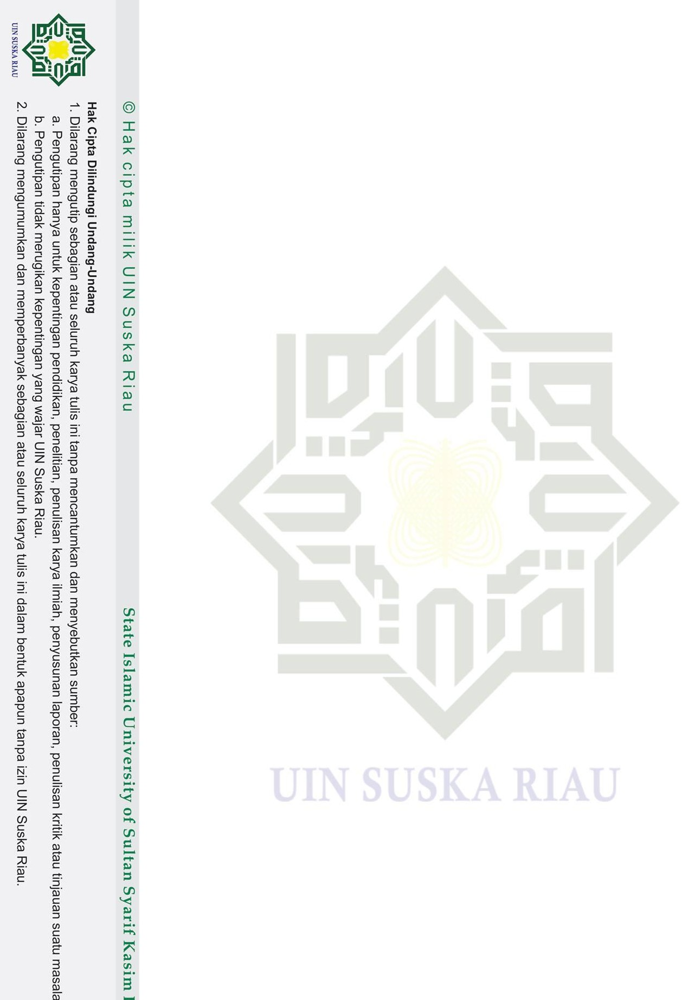 UIN SUSKA RIAU
© Hak cipta milik UIN Suska Riau
State Islamic University of Sultan Syarif Kasim
Hak Cipta Dilindungi Undang-Undang
1. Dilarang mengutip sebagian atau seluruh karya tulis ini tanpa mencantumkan dan menyebutkan sumber:
a. Pengutipan hanya untuk kepentingan pendidikan, penelitian, penulisan karya ilmiah, penyusunan laporan, penulisan kritik atau tinjauan suatu masala
b. Pengutipan tidak merugikan kepentingan yang wajar UIN Suska Riau.
2. Dilarang mengumumkan dan memperbanyak sebagian atau seluruh karya tulis ini dalam bentuk apapun tanpa izin UIN Suska Riau.
UIN SUSKA RIAU